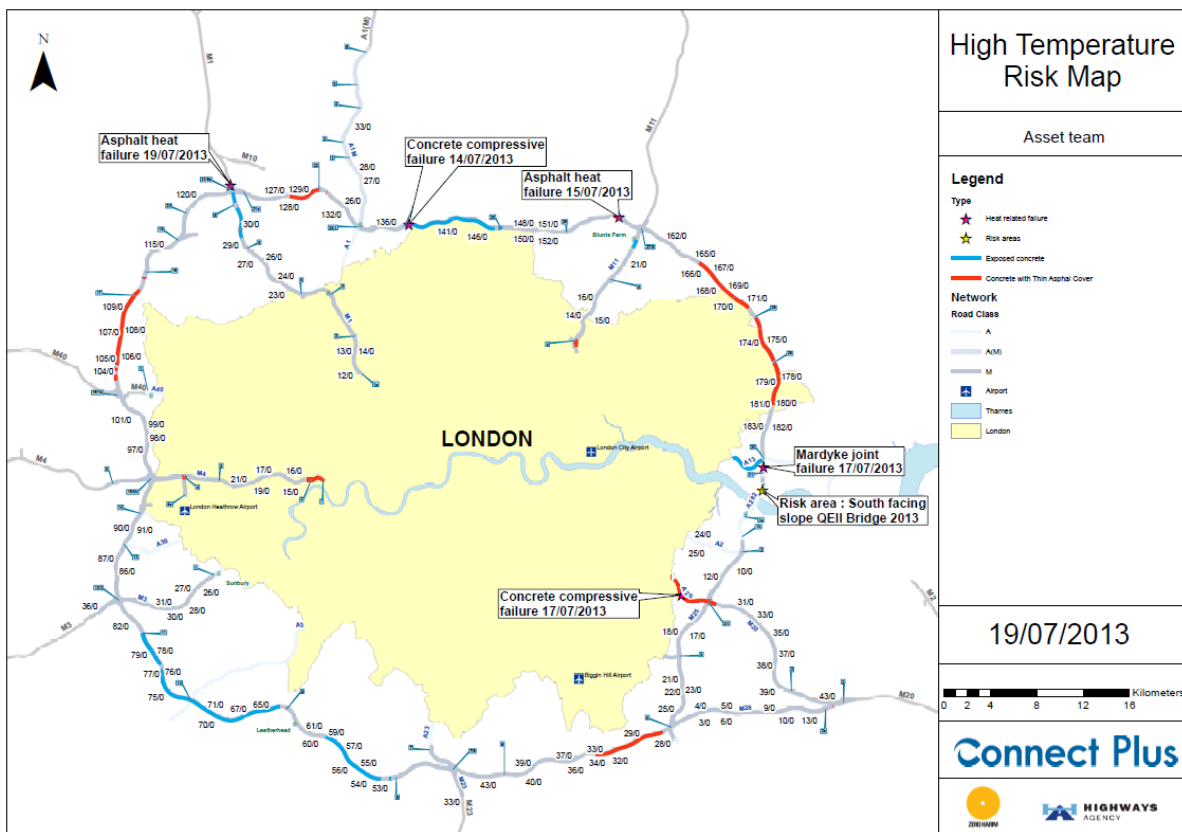 High Temperature
Risk Map
Asset team
Legend
Type
Heat related failure
Risk areas
Exposed concrete
Concrete with Thin Asphal Cover
Network
Road Class
A
A(M)
M
Airport
Thames
London
19/07/2013
Kilometers
0 2 4 8 12 16
Connect Plus
ZERO HARM
HIGHWAYS
AGENCY
N
M1
A1(M)
M11
M10
Asphalt heat
failure 19/07/2013
Concrete compressive
failure 14/07/2013
Asphalt heat
failure 15/07/2013
33/0
A1M
28/0
27/0
26/0
120/0
127/0
129/0
128/0
132/0
136/0
141/0
146/0
148/0
150/0
151/0
152/0
Blunts Farm
162/0
A1
115/0
30/0
29/0
27/0
26/0
24/0
23/0
M1
13/0
14/0
12/0
21/0
M11
16/0
14/0
15/0
165/0
166/0
167/0
168/0
169/0
170/0
171/0
174/0
175/0
178/0
179/0
180/0
181/0
182/0
183/0
109/0
108/0
107/0
106/0
105/0
104/0
M40
M40
A40
101/0
99/0
98/0
97/0
M4
M4
21/0
17/0
19/0
16/0
15/0
LONDON
London City Airport
London Heathrow Airport
A13
Mardyke joint
failure 17/07/2013
Risk area : South facing
slope QEII Bridge 2013
A282
91/0
90/0
A30
87/0
86/0
24/0
25/0
A2
12/0
10/0
Concrete compressive
failure 17/07/2013
A20
M25
31/0
33/0
M20
35/0
37/0
38/0
39/0
43/0
M20
M2
36/0
M3
M3
31/0
30/0
28/0
27/0
26/0
Sunbury
82/0
79/0
78/0
77/0
76/0
75/0
A3
71/0
70/0
67/0
65/0
Leatherhead
61/0
60/0
59/0
57/0
56/0
55/0
54/0
53/0
A23
M23
33/0
M23
43/0
39/0
40/0
37/0
36/0
34/0
33/0
32/0
29/0
28/0
25/0
Biggin Hill Airport
18/0
17/0
21/0
22/0
23/0
4/0
3/0
5/0
6/0
M26
9/0
10/0
13/0